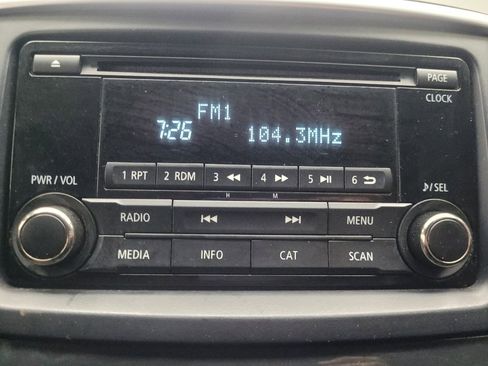 PAGE
CLOCK
FM1
7:26 104.3MHz
1 RPT 2 RDM 3 ◀◀ 4 ▶▶ 5 ▶II 6 ⮌
H M
PWR / VOL ♪/SEL
RADIO I◀◀ ▶▶I MENU
MEDIA INFO CAT SCAN